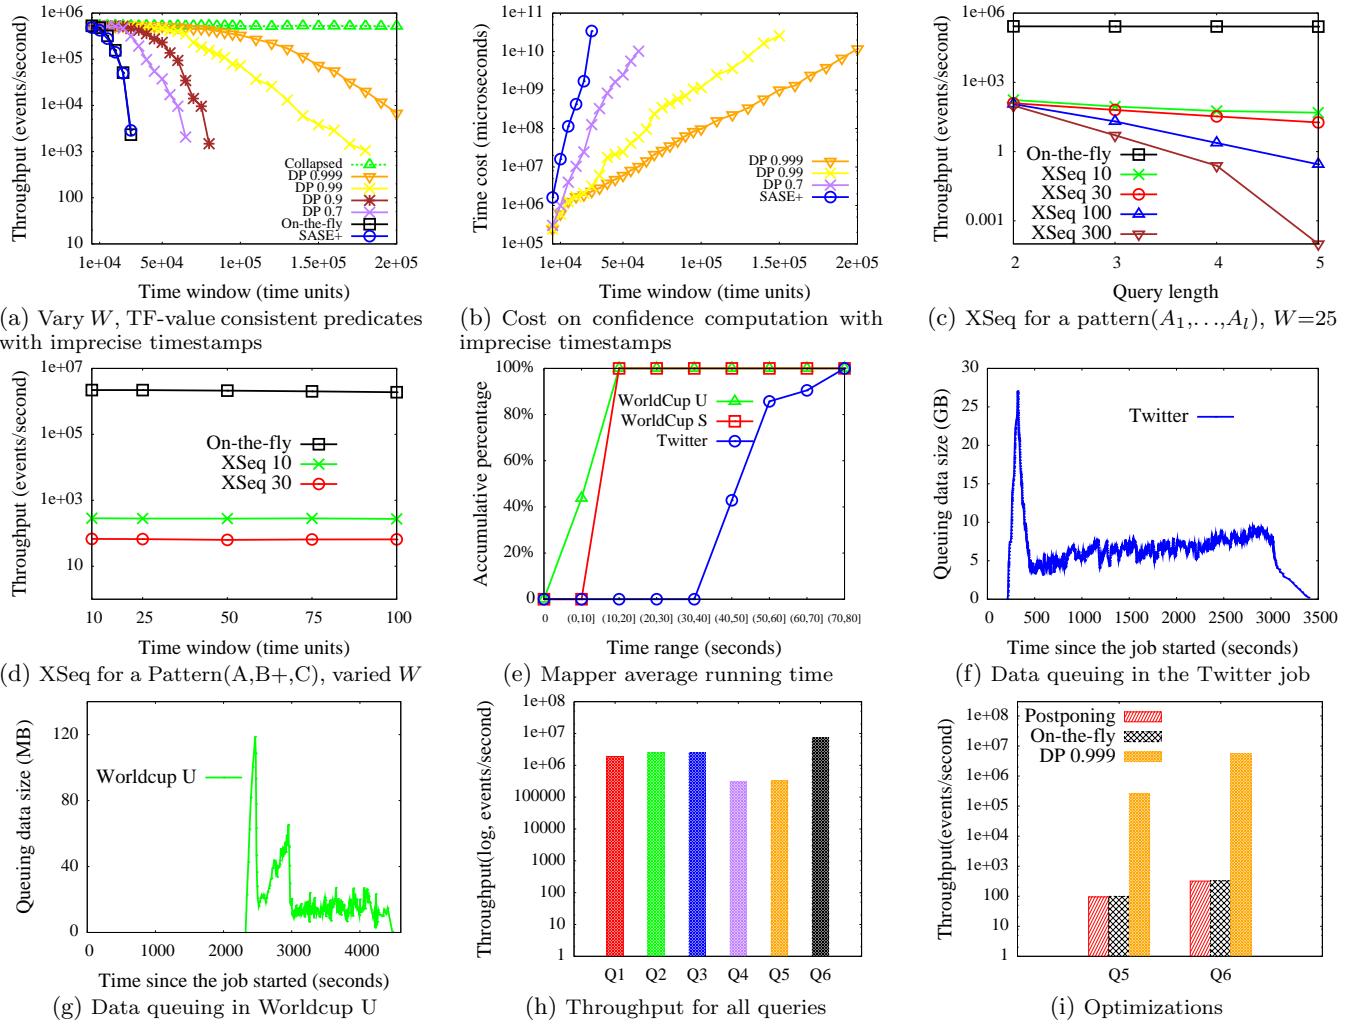 Throughput (events/second)
1e+06
1e+05
1e+04
1e+03
100
10
Collapsed
DP 0.999
DP 0.99
DP 0.9
DP 0.7
On-the-fly
SASE+
1e+04 5e+04 1e+05 2e+05 2e+05
Time window (time units)
(a) Vary W, TF-value consistent predicates
with imprecise timestamps
Time cost (microseconds)
1e+11
1e+10
1e+09
1e+08
1e+07
1e+06
1e+05
DP 0.999
DP 0.99
DP 0.7
SASE+
1e+04 5e+04 1e+05 1.5e+05 2e+05
Time window (time units)
(b) Cost on confidence computation with
imprecise timestamps
Throughput (events/second)
1e+06
1e+03
1
0.001
On-the-fly
XSeq 10
XSeq 30
XSeq 100
XSeq 300
2 3 4 5
Query length
(c) XSeq for a pattern(A1,…,Al), W=25
Throughput (events/second)
1e+07
1e+05
1e+03
10
On-the-fly
XSeq 10
XSeq 30
10 25 50 75 100
Time window (time units)
(d) XSeq for a Pattern(A,B+,C), varied W
Accumulative percentage
100%
80%
60%
40%
20%
0%
WorldCup U
WorldCup S
Twitter
0 (0,10] (10,20] (20,30] (30,40] (40,50] (50,60] (60,70] (70,80]
Time range (seconds)
(e) Mapper average running time
Queuing data size (GB)
30
25
20
15
10
5
0
Twitter
0 500 1000 1500 2000 2500 3000 3500
Time since the job started (seconds)
(f) Data queuing in the Twitter job
Queuing data size (MB)
120
80
40
0
Worldcup U
0 1000 2000 3000 4000
Time since the job started (seconds)
(g) Data queuing in Worldcup U
Throughput(log, events/second)
1e+08
1e+07
1e+06
100000
10000
1000
100
10
1
Q1 Q2 Q3 Q4 Q5 Q6
(h) Throughput for all queries
Throughput(events/second)
1e+08
1e+07
1e+06
1e+05
1e+04
1e+03
100
10
1
Postponing
On-the-fly
DP 0.999
Q5 Q6
(i) Optimizations